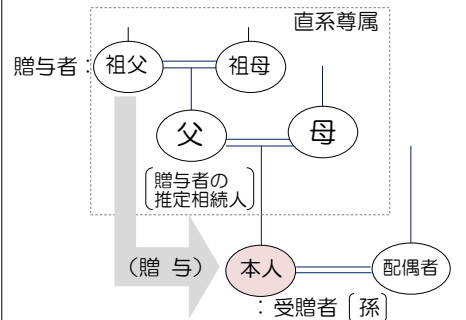 直系尊属
贈与者：
祖父
祖母
父
母
〔贈与者の
推定相続人〕
（贈 与）
本人
配偶者
：受贈者〔孫〕